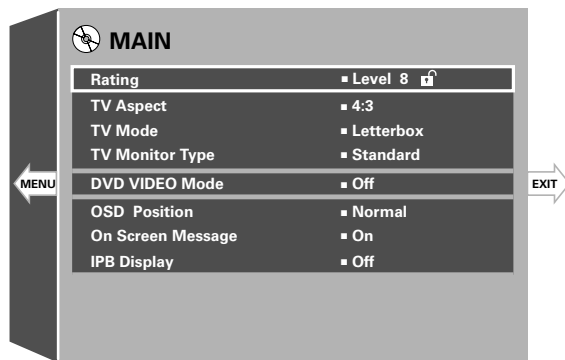 MAIN
Rating ▪ Level 8
TV Aspect ▪ 4:3
TV Mode ▪ Letterbox
TV Monitor Type ▪ Standard
MENU
DVD VIDEO Mode ▪ Off
EXIT
OSD Position ▪ Normal
On Screen Message ▪ On
IPB Display ▪ Off